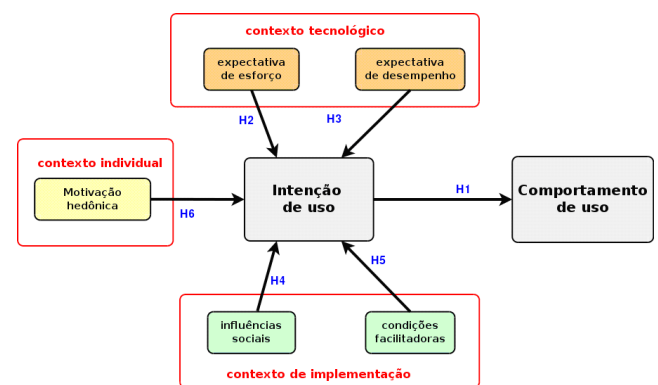 contexto tecnológico
expectativa
de esforço
expectativa
de desempenho
H2
H3
contexto individual
Motivação
hedônica
H6
Intenção
de uso
H1
Comportamento
de uso
H4
H5
influências
sociais
condições
facilitadoras
contexto de implementação